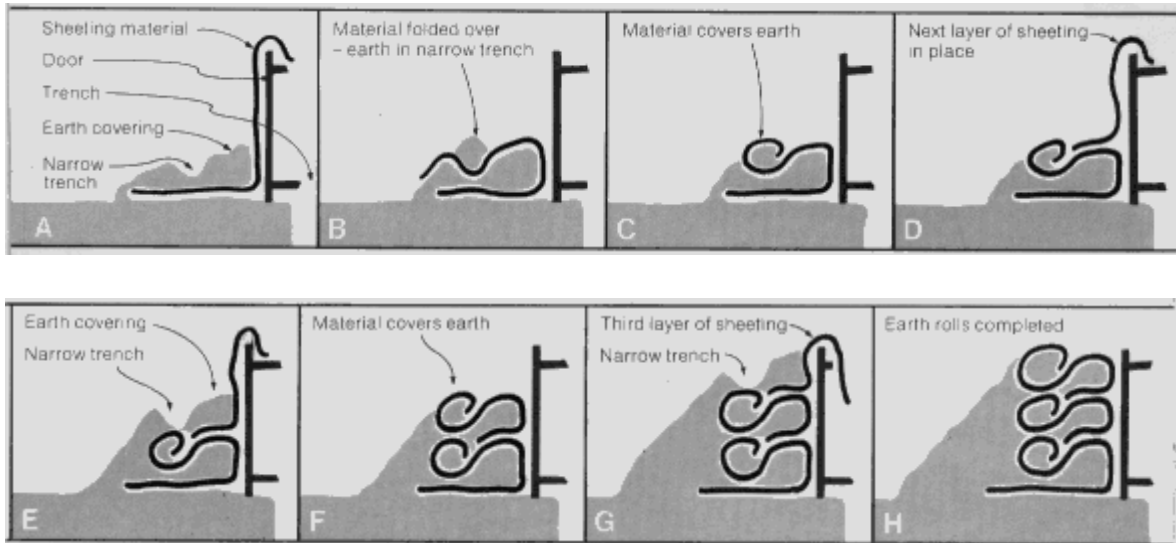 Sheeting material
Door
Trench
Earth covering
Narrow
trench
A
Material folded over
– earth in narrow trench
B
Material covers earth
C
Next layer of sheeting
in place
D
Earth covering
Narrow trench
E
Material covers earth
F
Third layer of sheeting
Narrow trench
G
Earth rolls completed
H